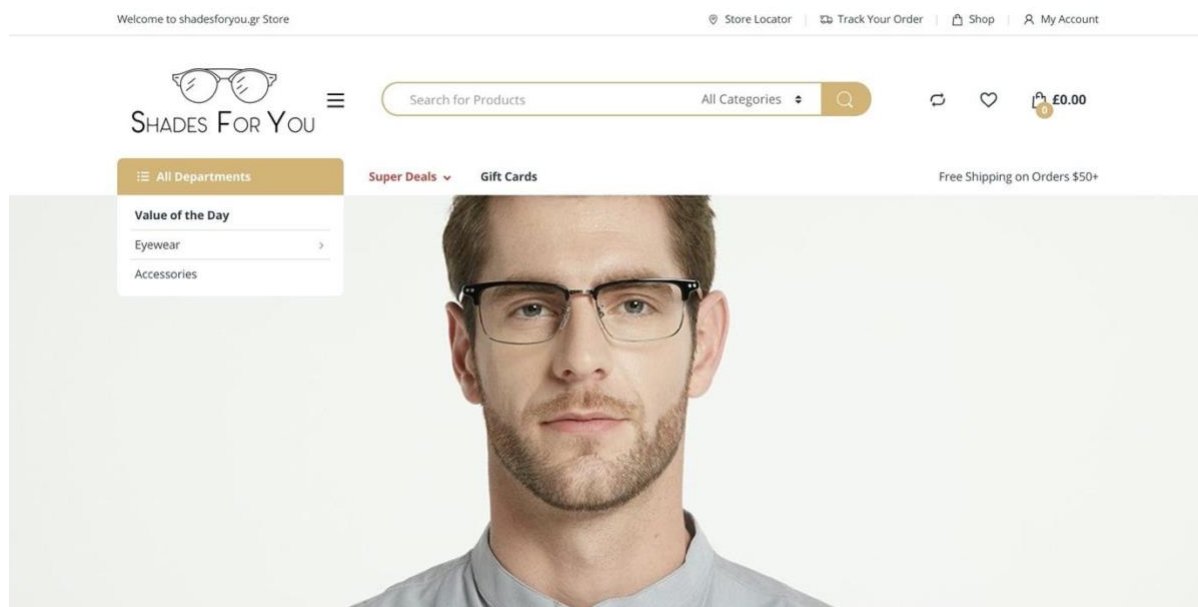 Welcome to shadesforyou.gr Store
Store Locator
Track Your Order
Shop
My Account
SHADES FOR YOU
Search for Products
All Categories
0
£0.00
All Departments
Super Deals
Gift Cards
Free Shipping on Orders $50+
Value of the Day
Eyewear
Accessories